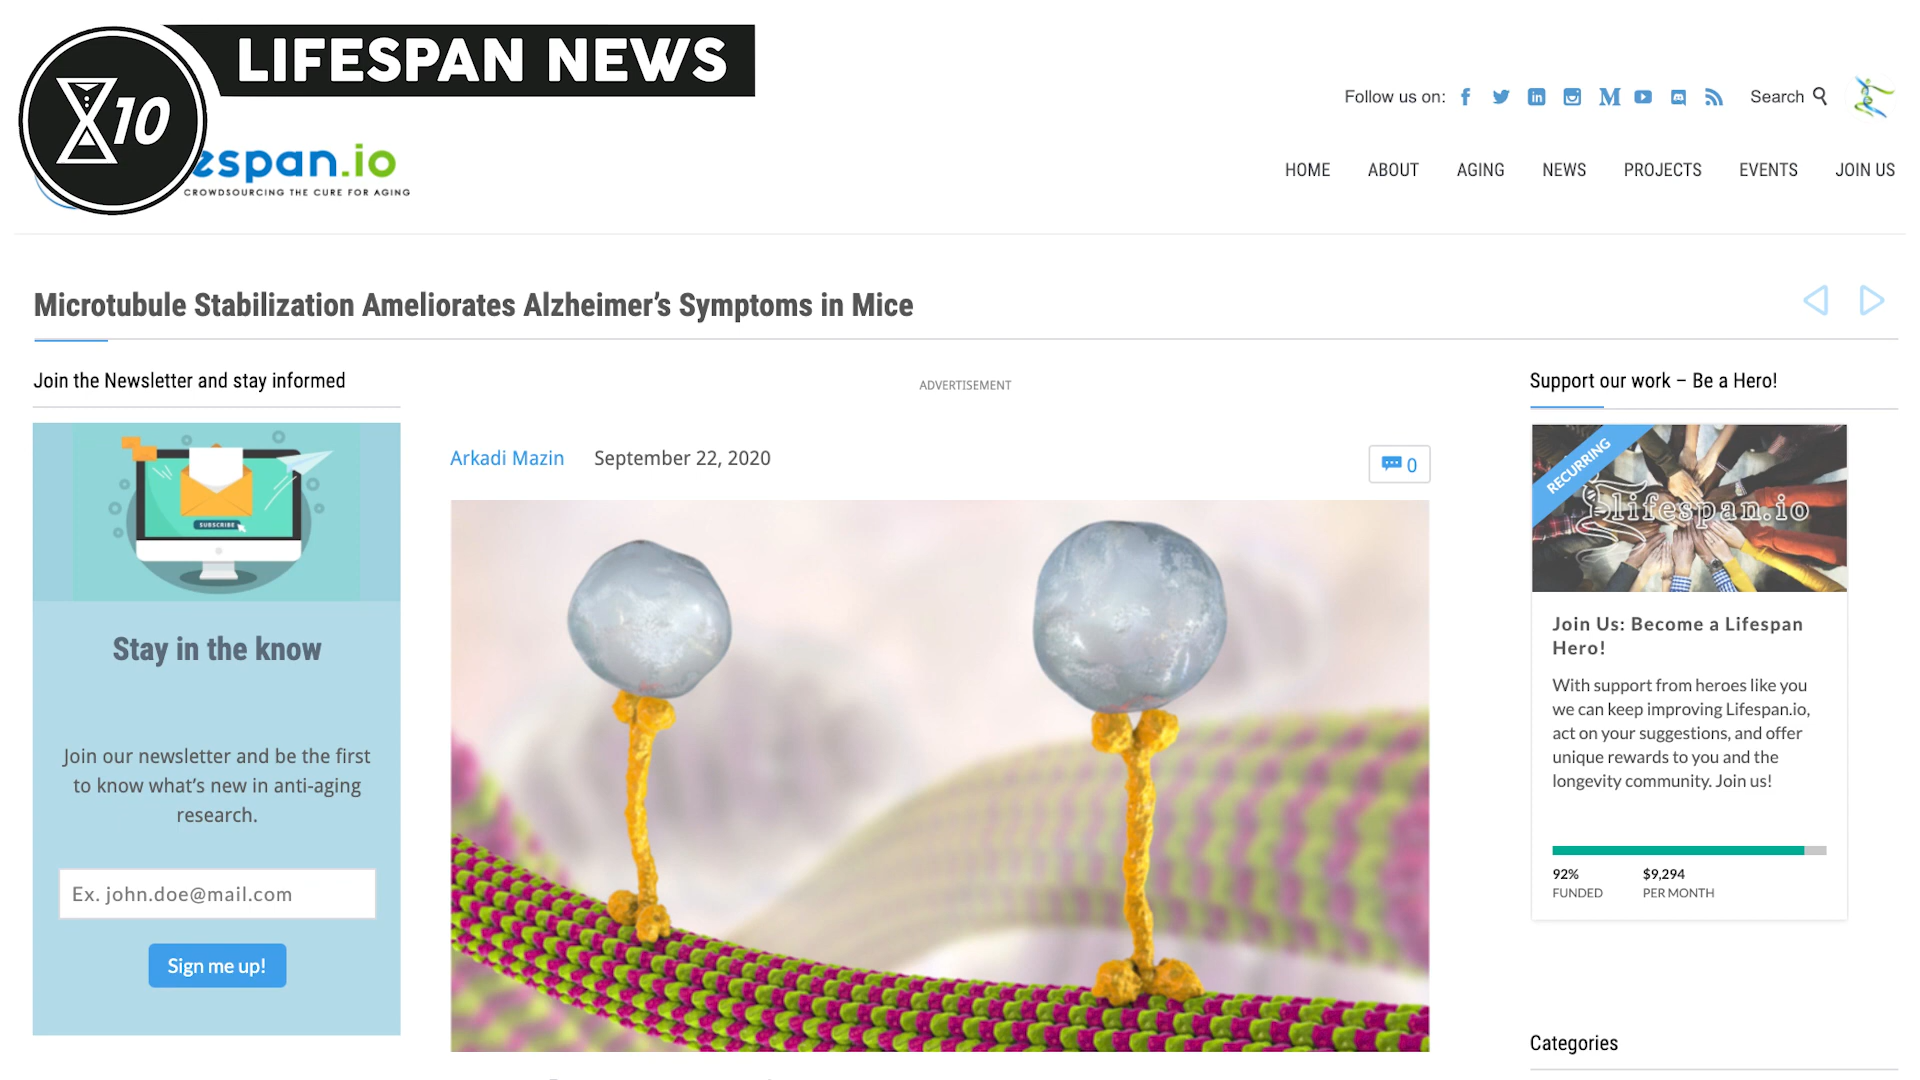 LIFESPAN NEWS
X10
espan.io
CROWDSOURCING THE CURE FOR AGING
Follow us on:
Search
HOME ABOUT AGING NEWS PROJECTS EVENTS JOIN US
Microtubule Stabilization Ameliorates Alzheimer's Symptoms in Mice
Join the Newsletter and stay informed
SUBSCRIBE
Stay in the know
Join our newsletter and be the first
to know what's new in anti-aging
research.
Ex. john.doe@mail.com
Sign me up!
ADVERTISEMENT
Arkadi Mazin September 22, 2020
0
Support our work – Be a Hero!
RECURRING
lifespan.io
Join Us: Become a Lifespan
Hero!
With support from heroes like you
we can keep improving Lifespan.io,
act on your suggestions, and offer
unique rewards to you and the
longevity community. Join us!
92% $9,294
FUNDED PER MONTH
Categories